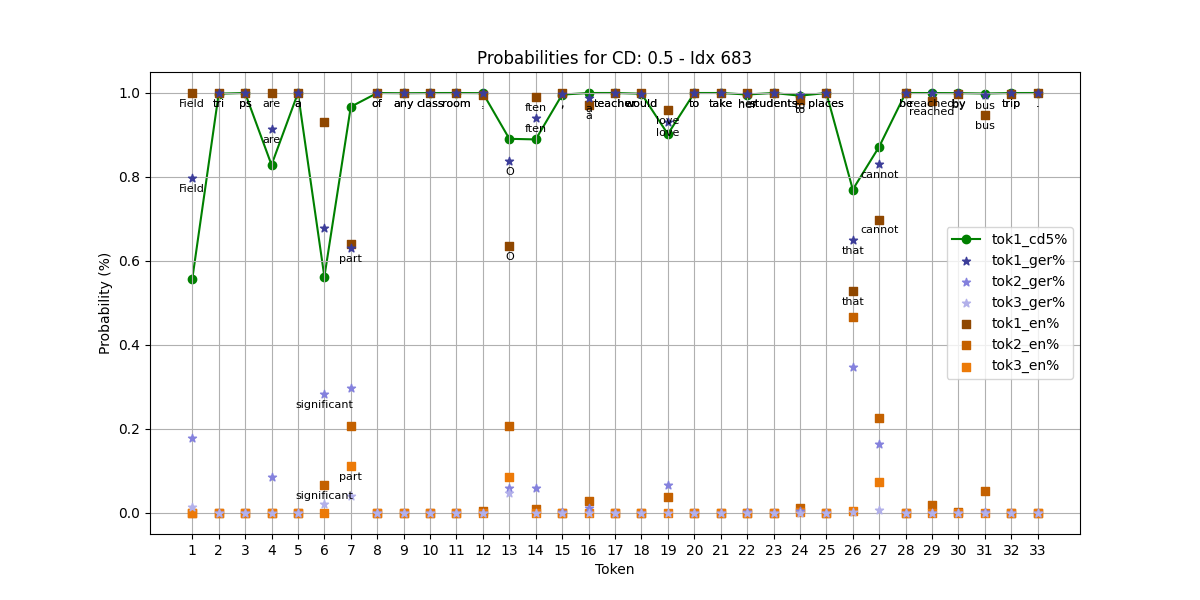 Probabilities for CD: 0.5 - Idx 683
Probability (%)
1.0
0.8
0.6
0.4
0.2
0.0
Field tri ps are a of any class room . ften , a teacher would love to take her students to places be reached by bus trip
Field are ften a love reached bus
O cannot
part that cannot
O that
significant
part
significant
tok1_cd5%
tok1_ger%
tok2_ger%
tok3_ger%
tok1_en%
tok2_en%
tok3_en%
1 2 3 4 5 6 7 8 9 10 11 12 13 14 15 16 17 18 19 20 21 22 23 24 25 26 27 28 29 30 31 32 33
Token